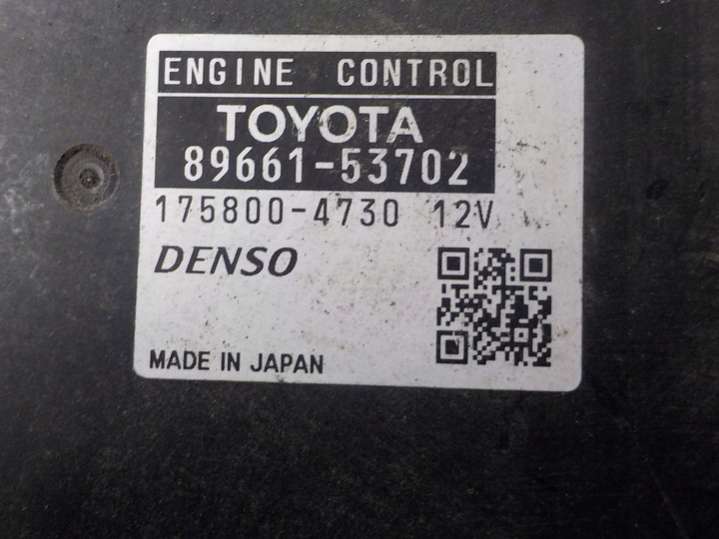 ENGINE CONTROL
TOYOTA
89661-53702
175800-4730 12V
DENSO
MADE IN JAPAN